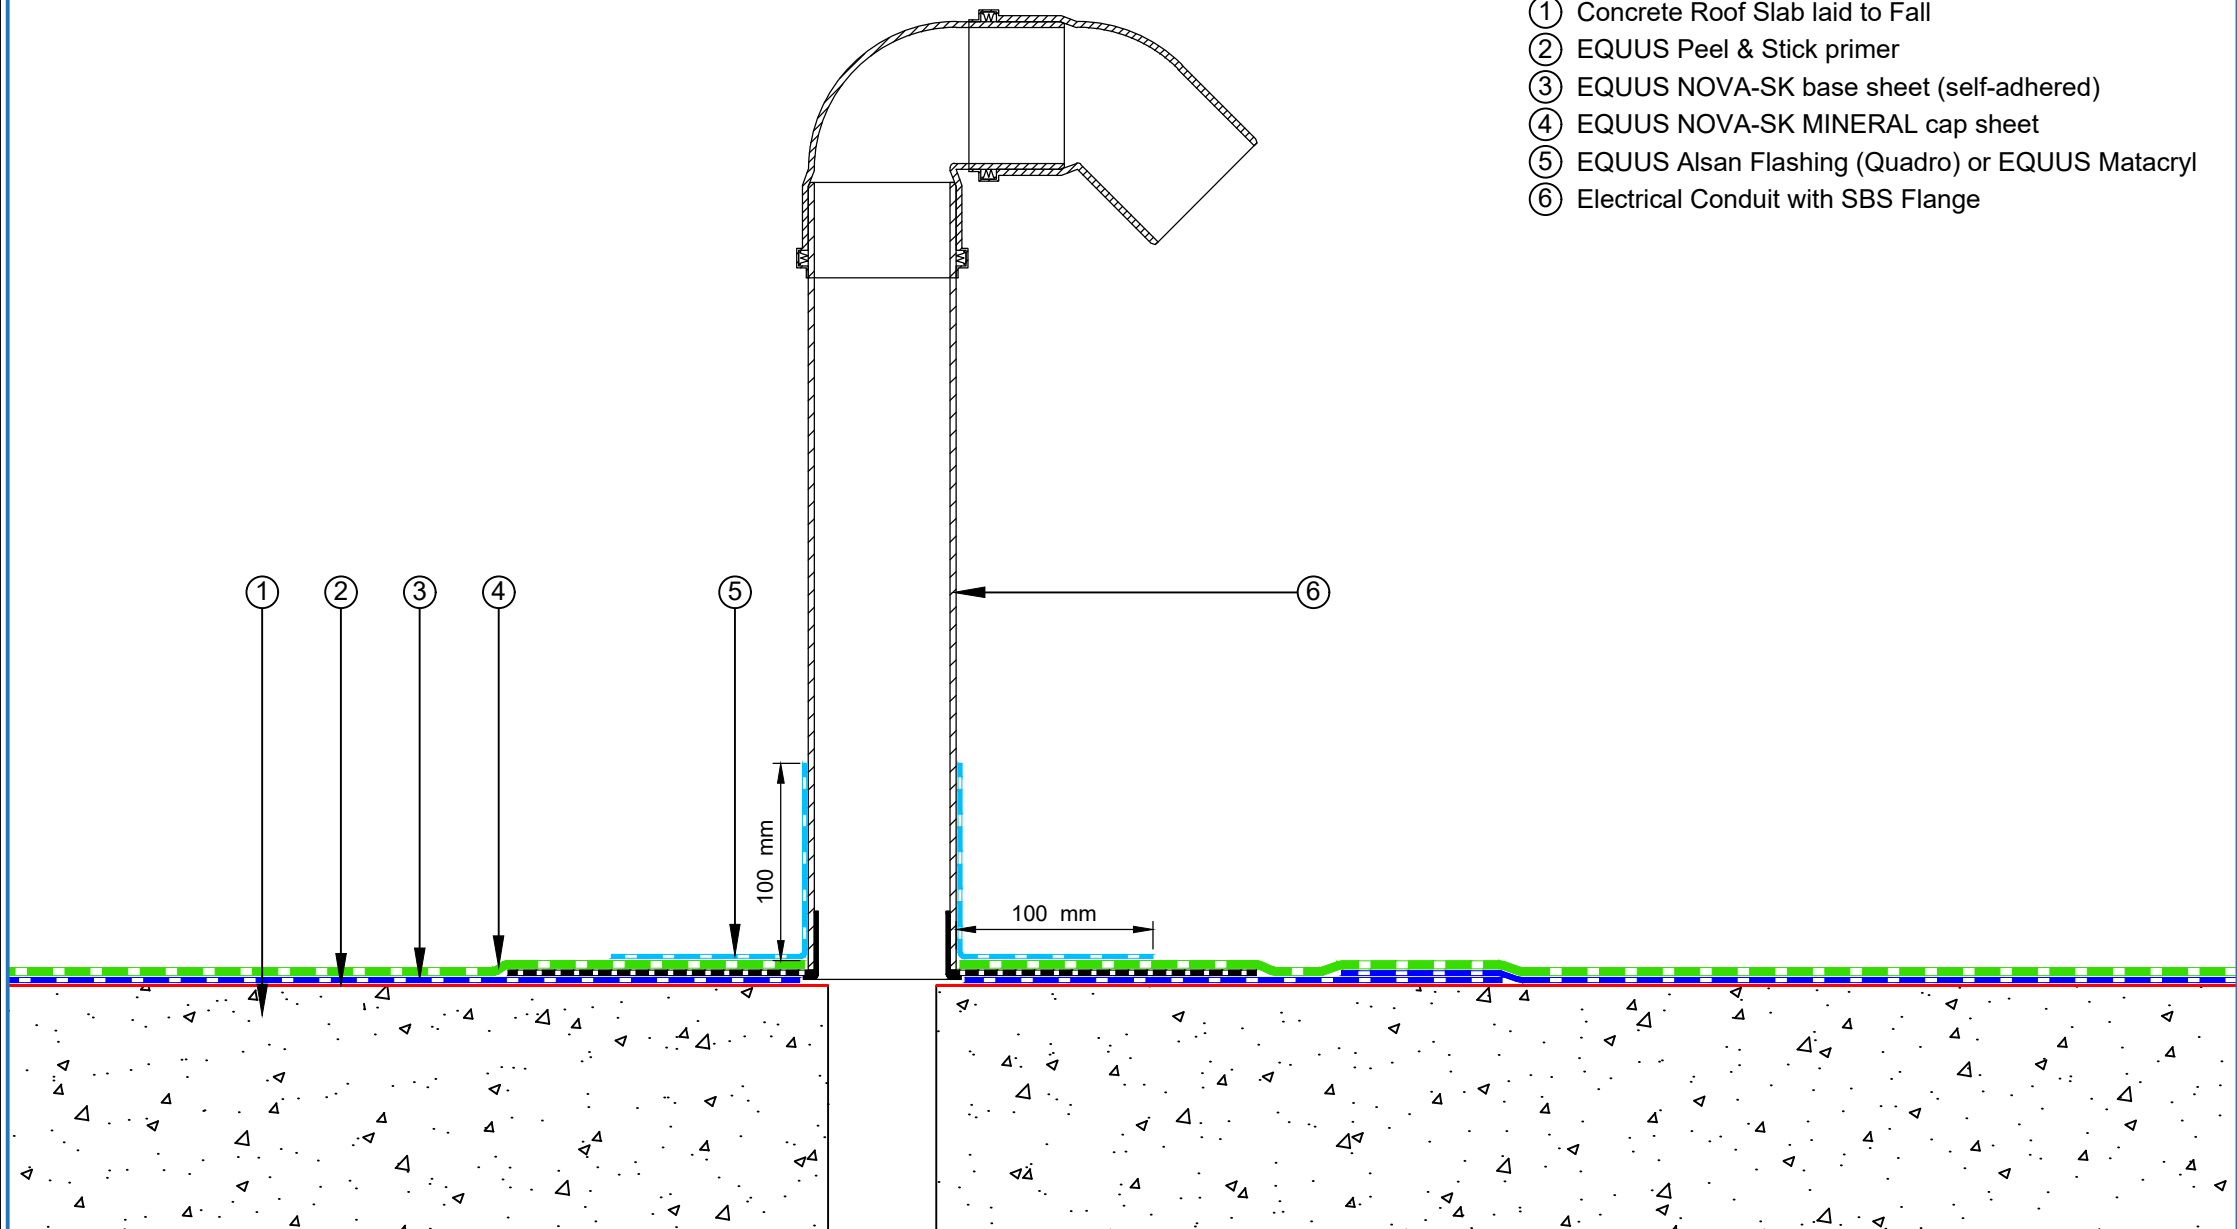 ① Concrete Roof Slab laid to Fall
② EQUUS Peel & Stick primer
③ EQUUS NOVA-SK base sheet (self-adhered)
④ EQUUS NOVA-SK MINERAL cap sheet
⑤ EQUUS Alsan Flashing (Quadro) or EQUUS Matacryl
⑥ Electrical Conduit with SBS Flange
① ② ③ ④ ⑤ ⑥
100 mm
100 mm